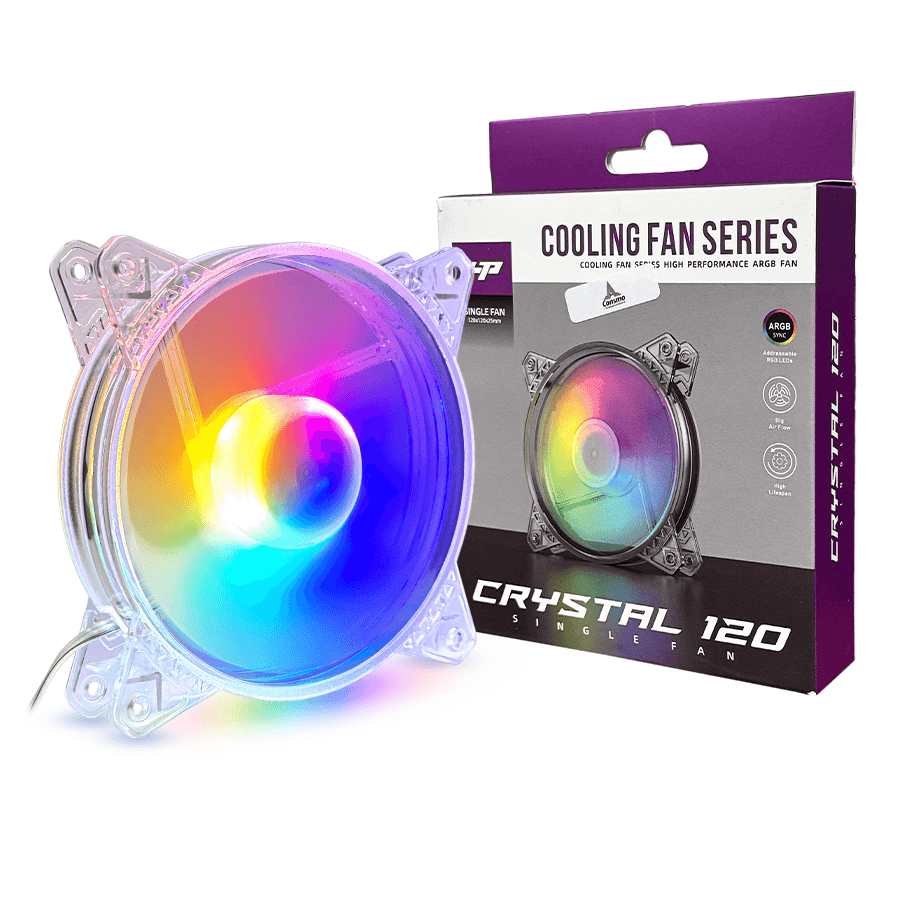 COOLING FAN SERIES
COOLING FAN SERIES HIGH PERFORMANCE ARGB FAN
SINGLE FAN
120x120x25mm
Consmo
ARGB
SYNC
Addressable
RGB LEDs
Big
Air Flow
High
Lifespan
CRYSTAL 120
SINGLE FAN
CRYSTAL 120
SINGLE FAN